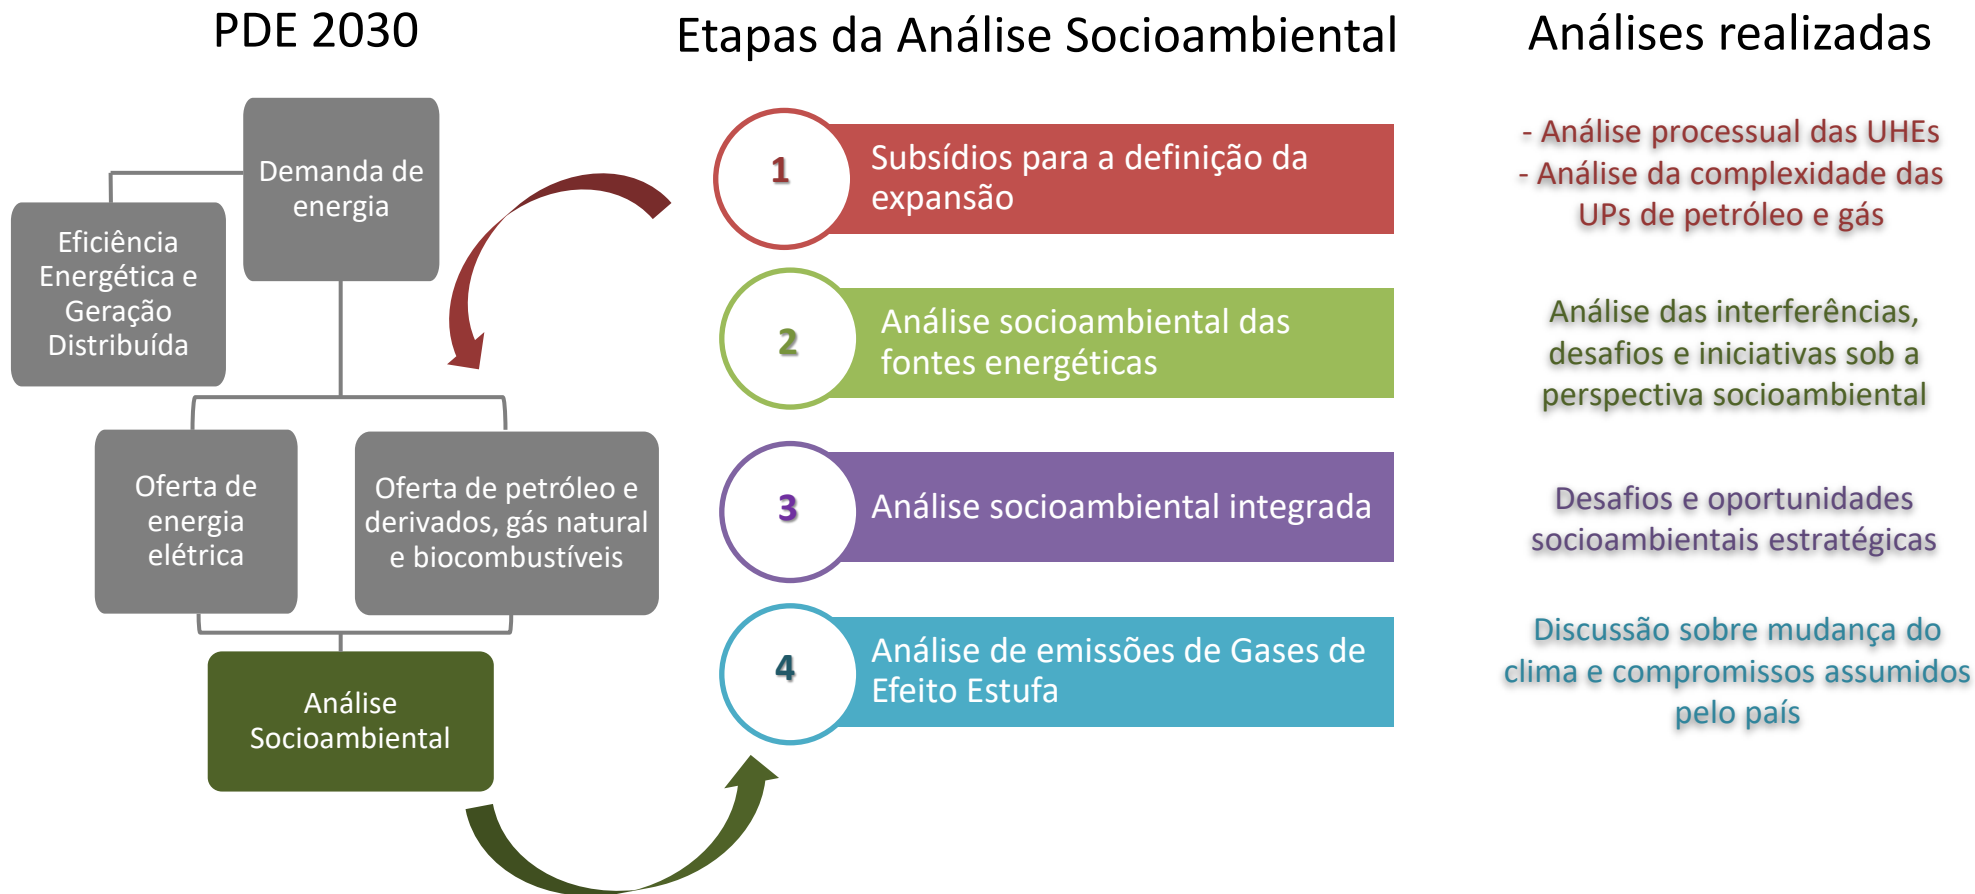 PDE 2030
Demanda de
energia
Eficiência
Energética e
Geração
Distribuída
Oferta de
energia
elétrica
Oferta de petróleo e
derivados, gás natural
e biocombustíveis
Análise
Socioambiental
Etapas da Análise Socioambiental
1
Subsídios para a definição da
expansão
2
Análise socioambiental das
fontes energéticas
3
Análise socioambiental integrada
4
Análise de emissões de Gases de
Efeito Estufa
Análises realizadas
- Análise processual das UHEs
- Análise da complexidade das
UPs de petróleo e gás
Análise das interferências,
desafios e iniciativas sob a
perspectiva socioambiental
Desafios e oportunidades
socioambientais estratégicas
Discussão sobre mudança do
clima e compromissos assumidos
pelo país